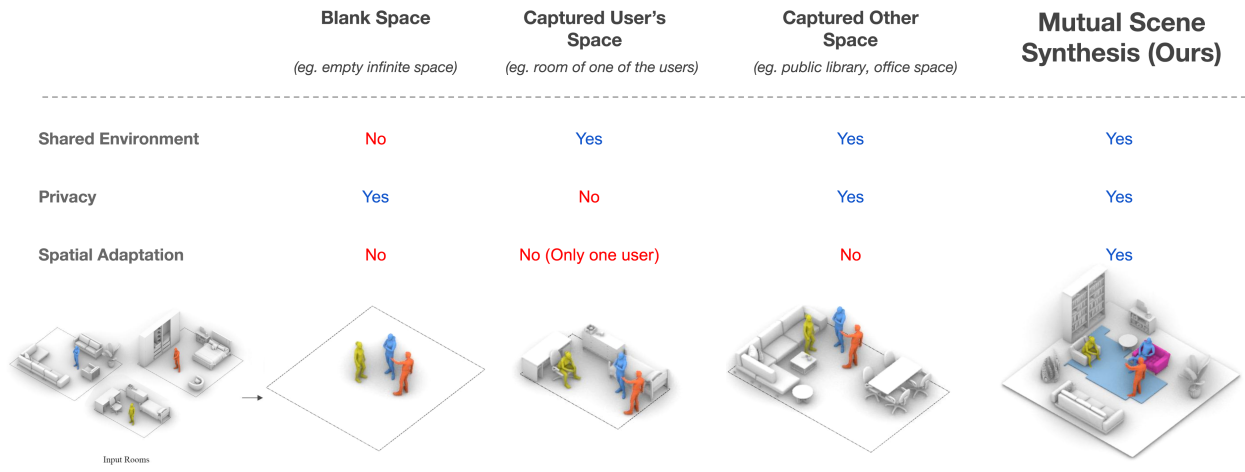 Blank Space
(eg. empty infinite space)
Captured User's
Space
(eg. room of one of the users)
Captured Other
Space
(eg. public library, office space)
Mutual Scene
Synthesis (Ours)
Shared Environment
No
Yes
Yes
Yes
Privacy
Yes
No
Yes
Yes
Spatial Adaptation
No
No (Only one user)
No
Yes
Input Rooms